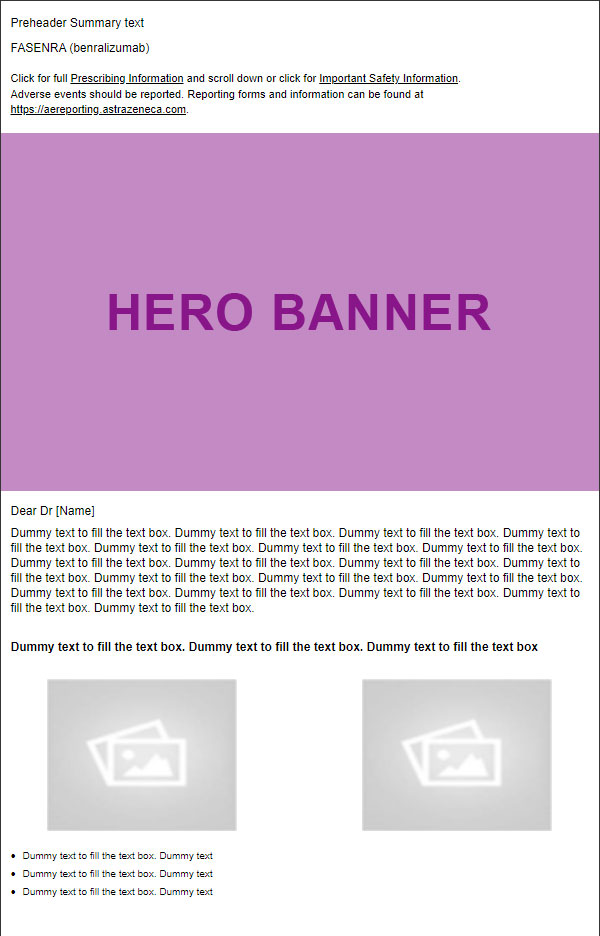 Preheader Summary text
FASENRA (benralizumab)
Click for full Prescribing Information and scroll down or click for Important Safety Information.
Adverse events should be reported. Reporting forms and information can be found at
https://aereporting.astrazeneca.com.
HERO BANNER
Dear Dr [Name]
Dummy text to fill the text box. Dummy text to fill the text box. Dummy text to fill the text box. Dummy text to
fill the text box. Dummy text to fill the text box. Dummy text to fill the text box. Dummy text to fill the text box.
Dummy text to fill the text box. Dummy text to fill the text box. Dummy text to fill the text box. Dummy text to
fill the text box. Dummy text to fill the text box. Dummy text to fill the text box. Dummy text to fill the text box.
Dummy text to fill the text box. Dummy text to fill the text box. Dummy text to fill the text box. Dummy text to
fill the text box. Dummy text to fill the text box.
Dummy text to fill the text box. Dummy text to fill the text box. Dummy text to fill the text box
• Dummy text to fill the text box. Dummy text
• Dummy text to fill the text box. Dummy text
• Dummy text to fill the text box. Dummy text